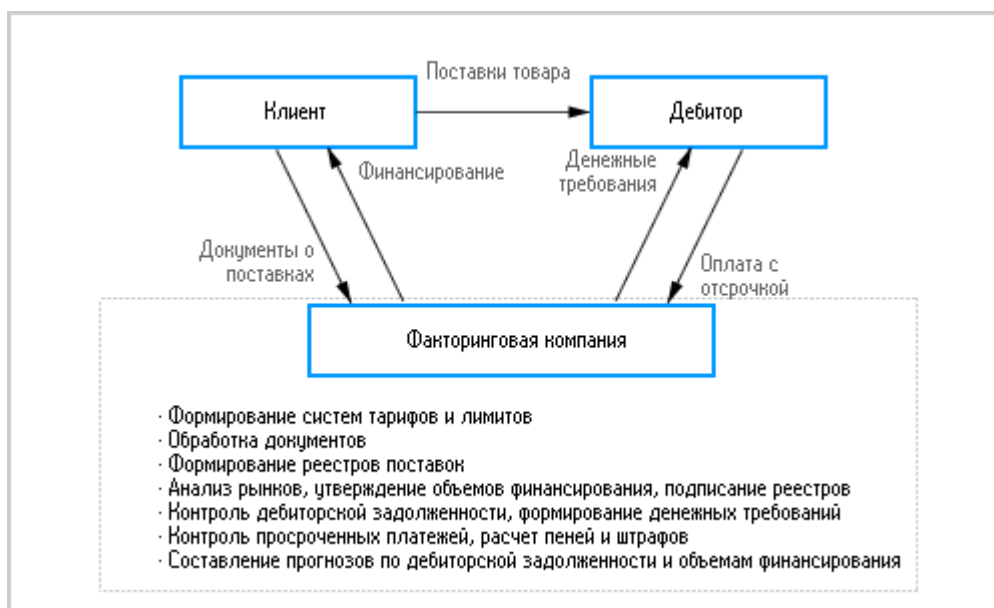 Поставки товара
Клиент
Дебитор
Финансирование
Денежные
требования
Документы о
поставках
Оплата с
отсрочкой
Факторинговая компания
· Формирование систем тарифов и лимитов
· Обработка документов
· Формирование реестров поставок
· Анализ рынков, утверждение объемов финансирования, подписание реестров
· Контроль дебиторской задолженности, формирование денежных требований
· Контроль просроченных платежей, расчет пеней и штрафов
· Составление прогнозов по дебиторской задолженности и объемам финансирования